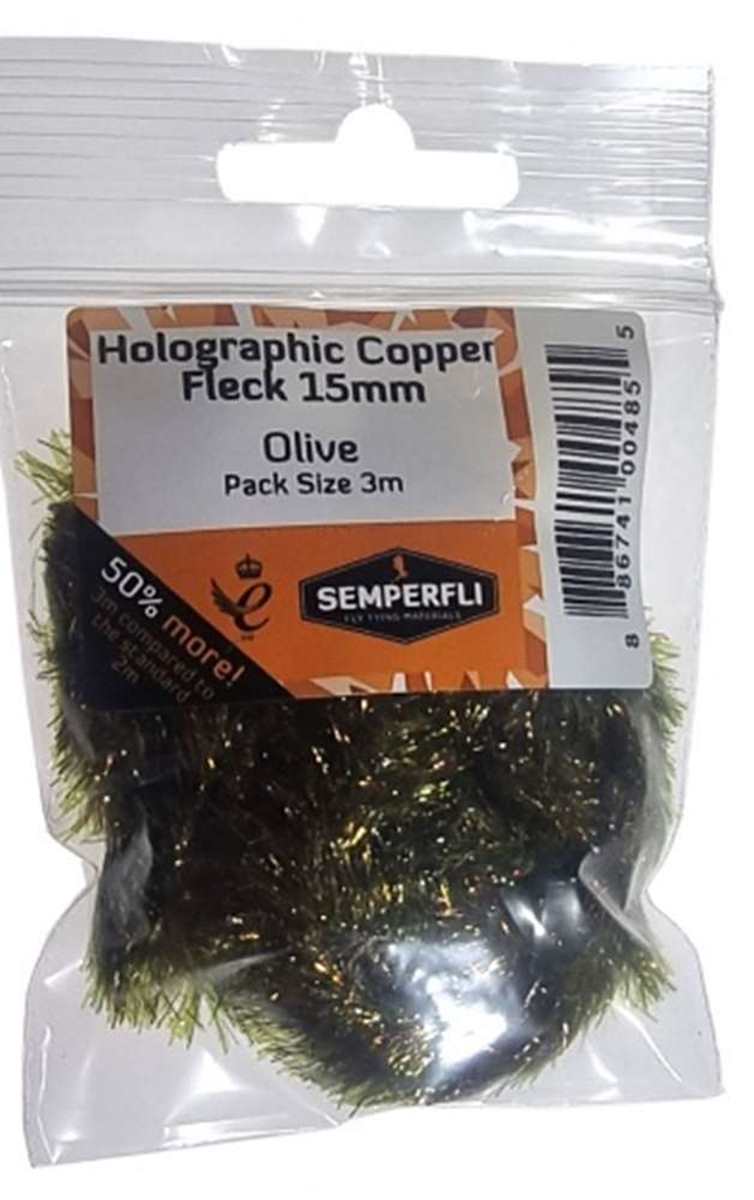 Holographic Copper
Fleck 15mm
Olive
Pack Size 3m
50% more!
3m compared to
the standard
2m
e
SEMPERFLI
FLY TYING MATERIALS
8 86741 00485 5